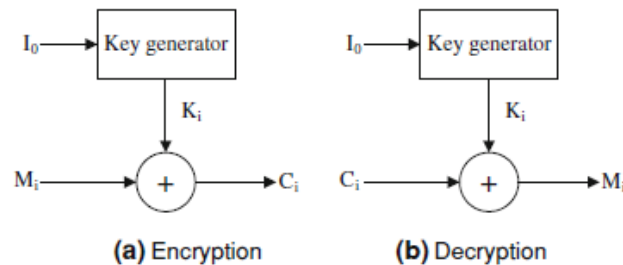 I₀ Key generator
Kᵢ
Mᵢ + Cᵢ
(a) Encryption
I₀ Key generator
Kᵢ
Cᵢ + Mᵢ
(b) Decryption